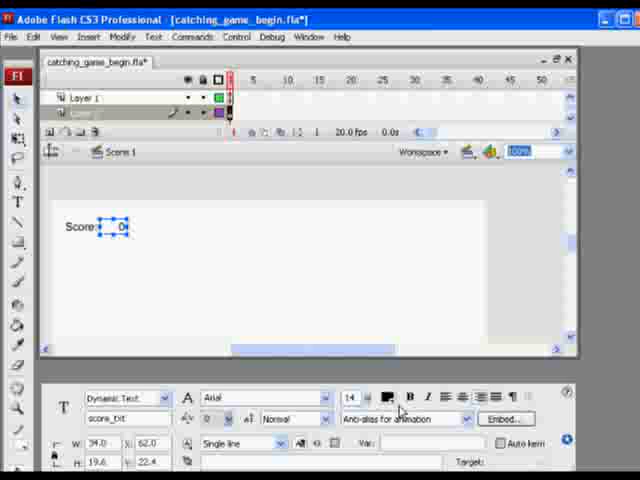 Adobe Flash CS3 Professional - [catching_game_begin.fla*]
File Edit View Insert Modify Text Commands Control Debug Window Help
catching_game_begin.fla*
5 10 15 20 25 30 35 40 45 50
Layer 1
1 20.0 fps 0.0s
Scene 1 Workspace 100%
Score: 0
Dynamic Text A Arial 14 B I
score_txt 0 Normal Anti-alias for animation Embed...
W: 34.0 X: 62.0 Single line Var: Auto kern
H: 19.6 Y: 22.4 Target: